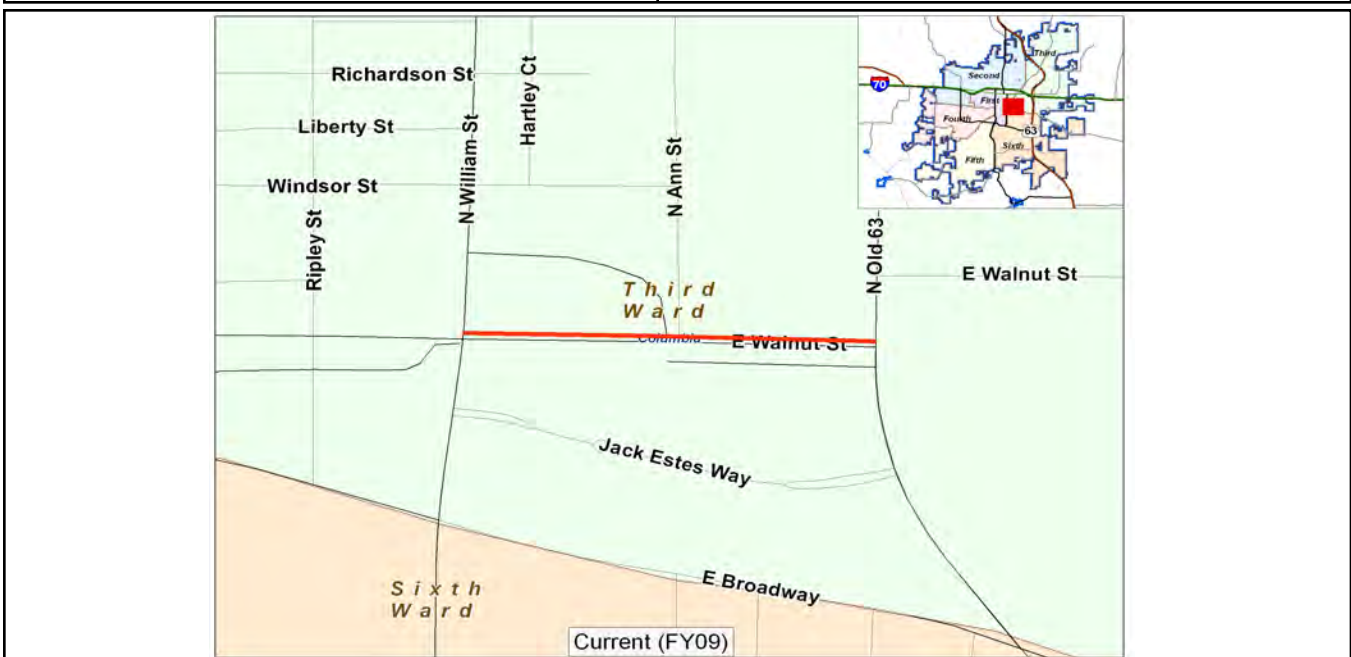 Richardson St
Liberty St
Windsor St
Ripley St
N William St
Hartley Ct
N Ann St
N Old 63
E Walnut St
Third
Ward
Columbia
E Walnut St
Jack Estes Way
E Broadway
Sixth
Ward
Current (FY09)
70
Second
Third
First
Fourth
63
Sixth
Fifth